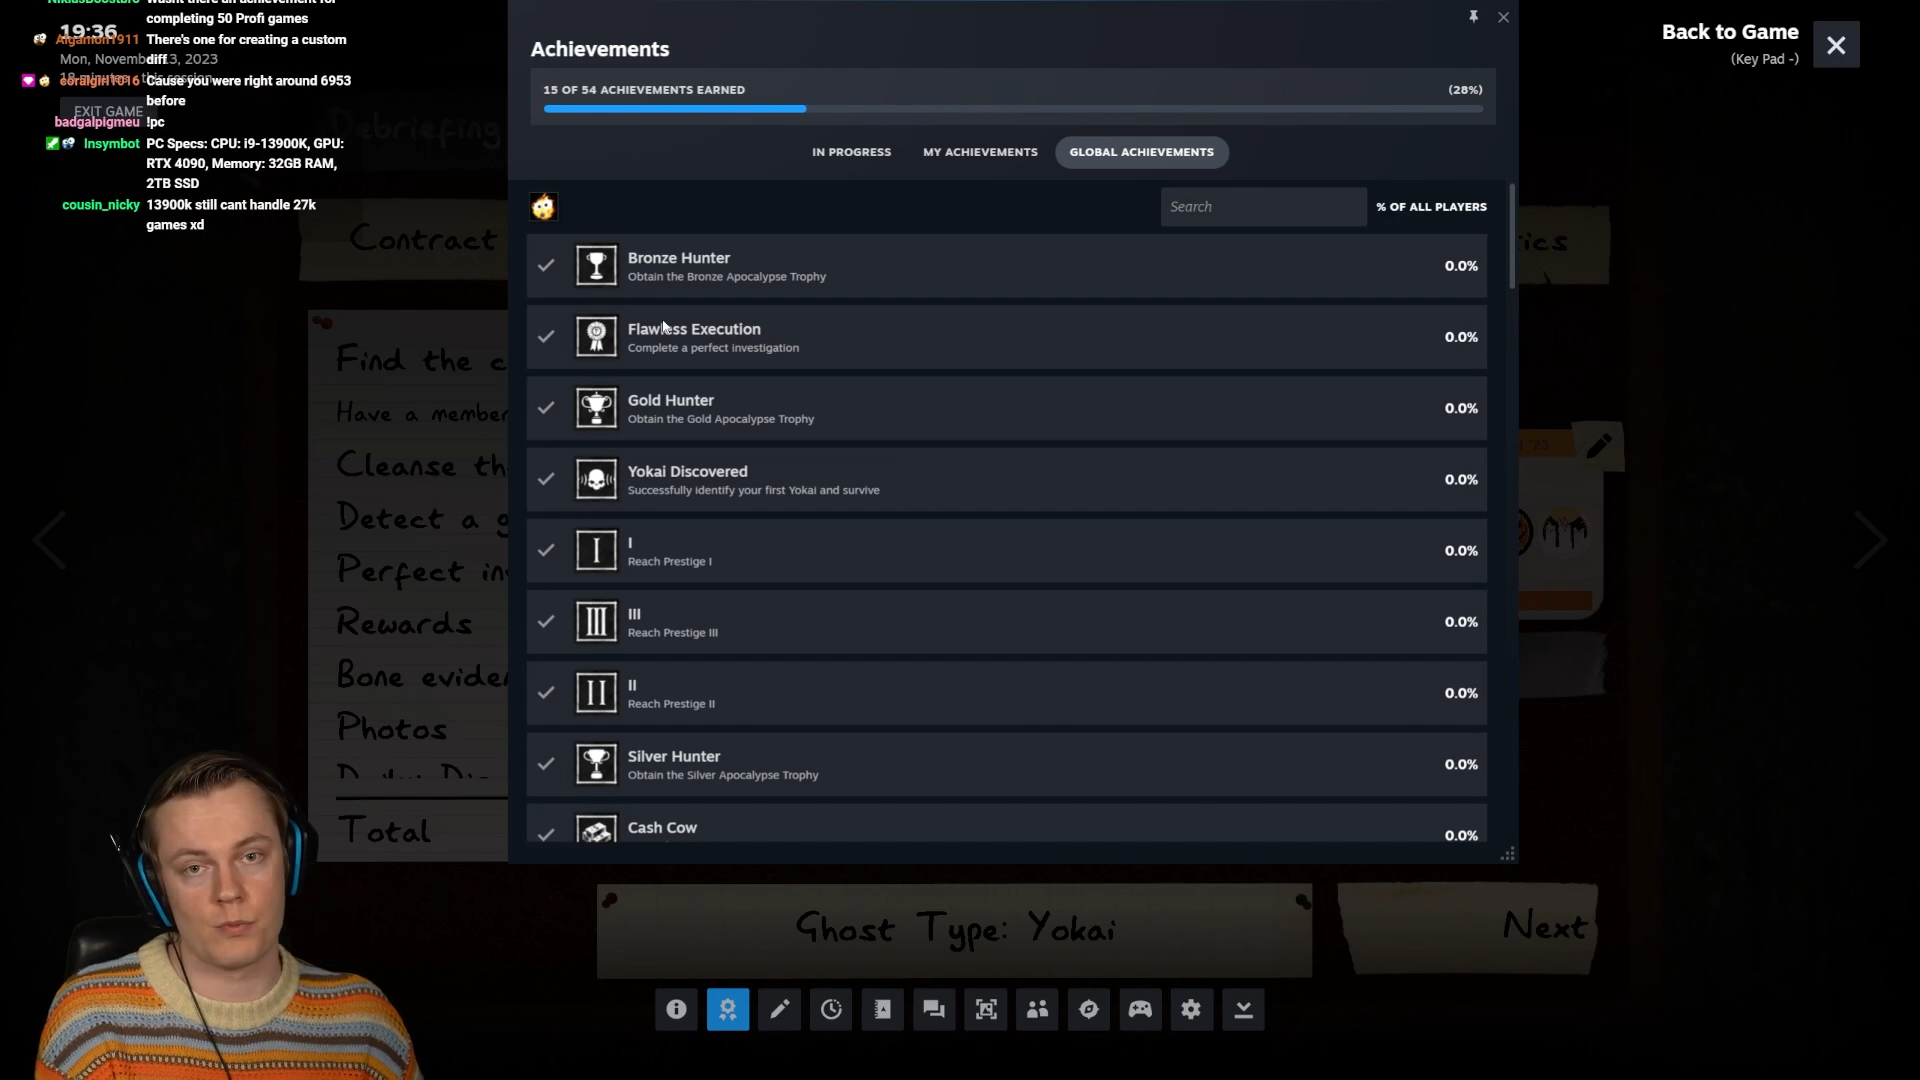 completing 50 Profi games
19:36
Aigamon1911 There's one for creating a custom
diff
Mon, November 13, 2023
coralgirl1016 Cause you were right around 6953
before
EXIT GAME
badgalpigmeu !pc
Insymbot PC Specs: CPU: i9-13900K, GPU:
RTX 4090, Memory: 32GB RAM,
2TB SSD
cousin_nicky 13900k still cant handle 27k
games xd
Debriefing
Contract
Find the c
Have a member
Cleanse th
Detect a g
Perfect in
Rewards
Bone eviden
Photos
Total
Achievements
15 OF 54 ACHIEVEMENTS EARNED (28%)
IN PROGRESS MY ACHIEVEMENTS GLOBAL ACHIEVEMENTS
Search % OF ALL PLAYERS
Bronze Hunter
Obtain the Bronze Apocalypse Trophy
0.0%
Flawless Execution
Complete a perfect investigation
0.0%
Gold Hunter
Obtain the Gold Apocalypse Trophy
0.0%
Yokai Discovered
Successfully identify your first Yokai and survive
0.0%
I
Reach Prestige I
0.0%
III
Reach Prestige III
0.0%
II
Reach Prestige II
0.0%
Silver Hunter
Obtain the Silver Apocalypse Trophy
0.0%
Cash Cow
0.0%
Back to Game
(Key Pad -)
ics
'23
Ghost Type: Yokai
Next